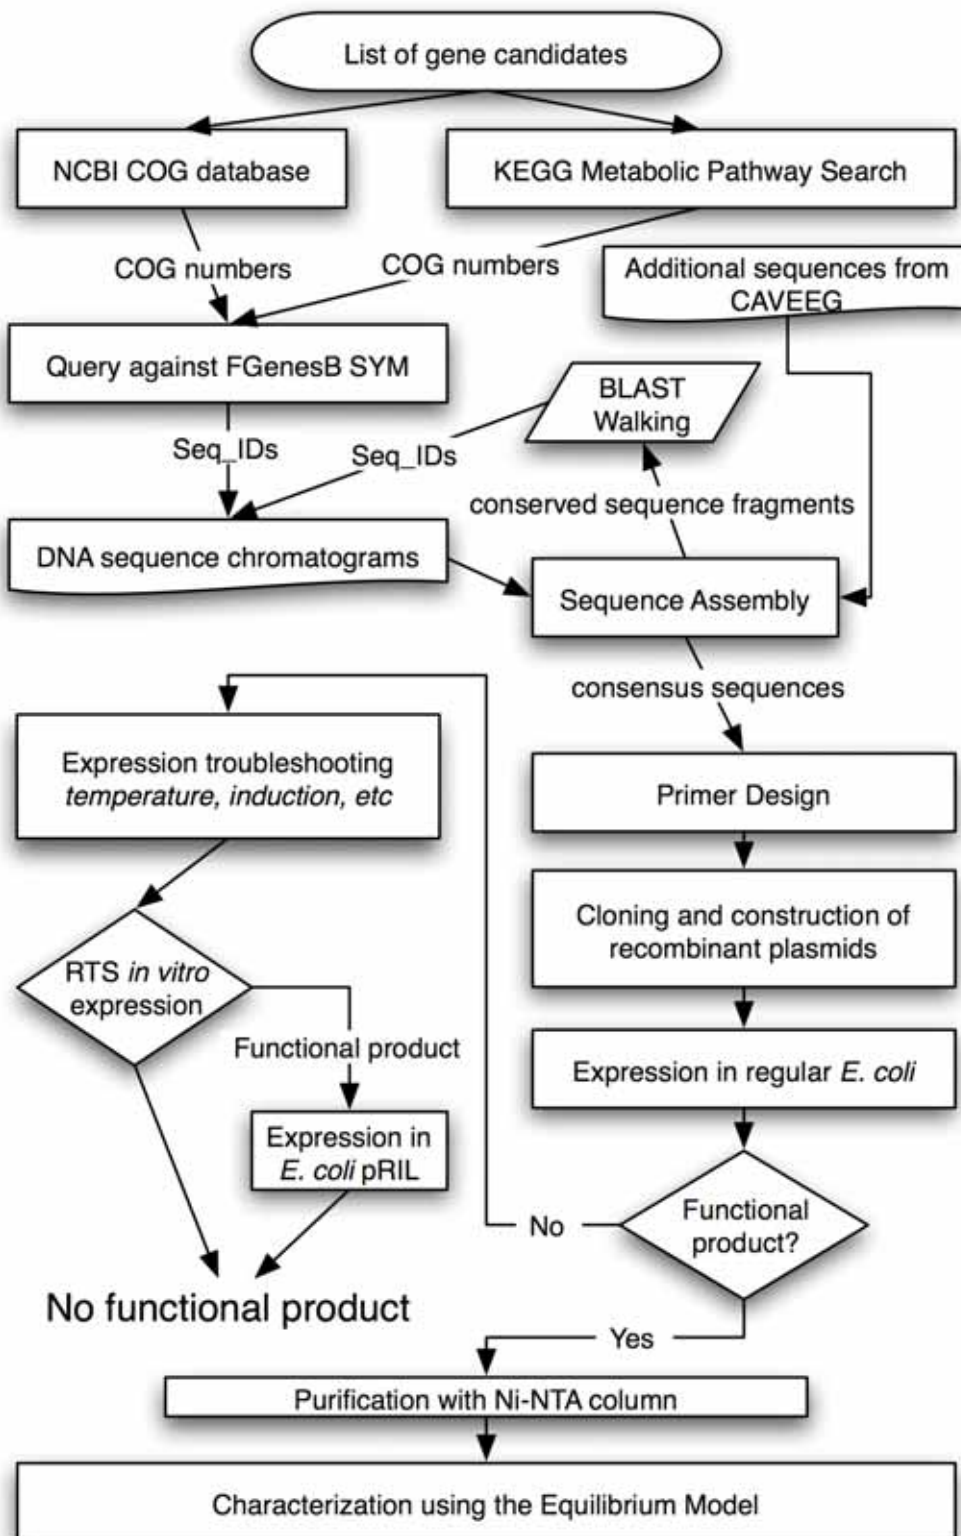 List of gene candidates
NCBI COG database
KEGG Metabolic Pathway Search
COG numbers
COG numbers
Additional sequences from
CAVEEG
Query against FGenesB SYM
BLAST
Walking
Seq_IDs
Seq_IDs
conserved sequence fragments
DNA sequence chromatograms
Sequence Assembly
consensus sequences
Expression troubleshooting
temperature, induction, etc
Primer Design
Cloning and construction of
recombinant plasmids
RTS in vitro
expression
Functional product
Expression in regular E. coli
Expression in
E. coli pRIL
Functional
product?
No
No functional product
Yes
Purification with Ni-NTA column
Characterization using the Equilibrium Model